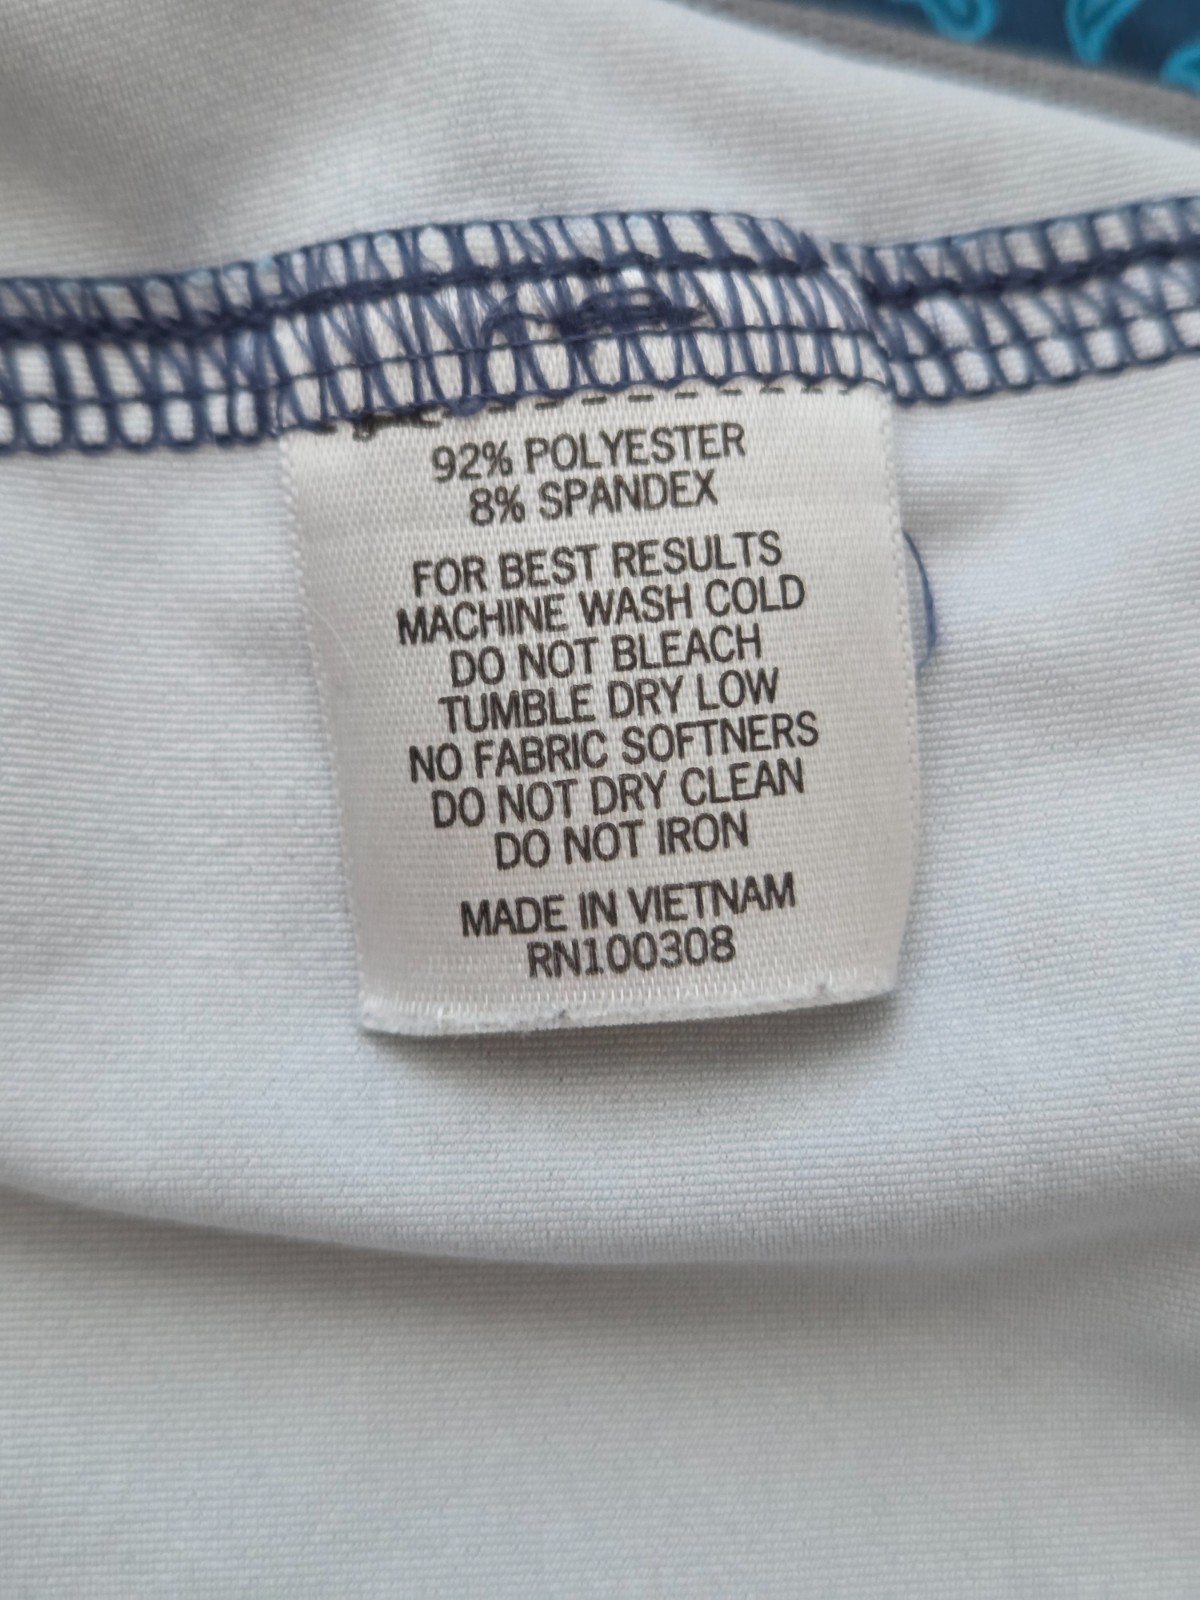 92% POLYESTER
8% SPANDEX
FOR BEST RESULTS
MACHINE WASH COLD
DO NOT BLEACH
TUMBLE DRY LOW
NO FABRIC SOFTNERS
DO NOT DRY CLEAN
DO NOT IRON
MADE IN VIETNAM
RN100308